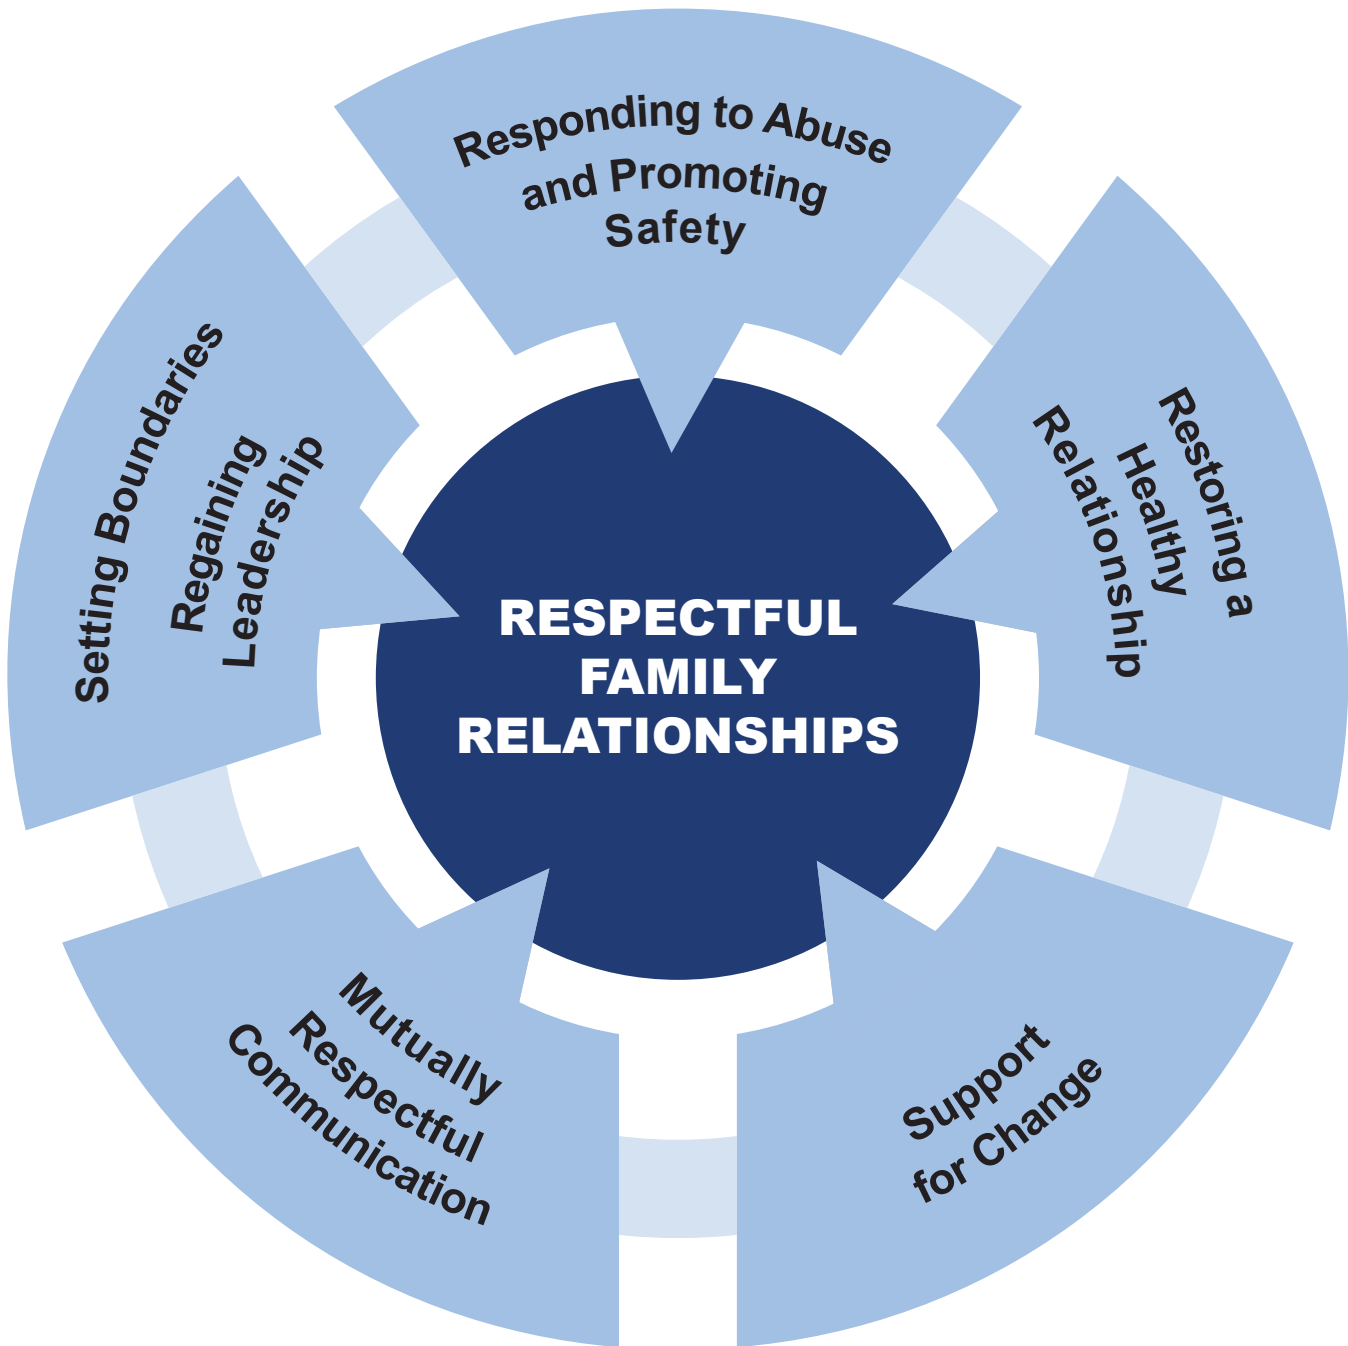 Responding to Abuse
and Promoting
Safety
Restoring a
Healthy
Relationship
Support
for Change
Mutually
Respectful
Communication
Setting Boundaries
Regaining
Leadership
RESPECTFUL
FAMILY
RELATIONSHIPS